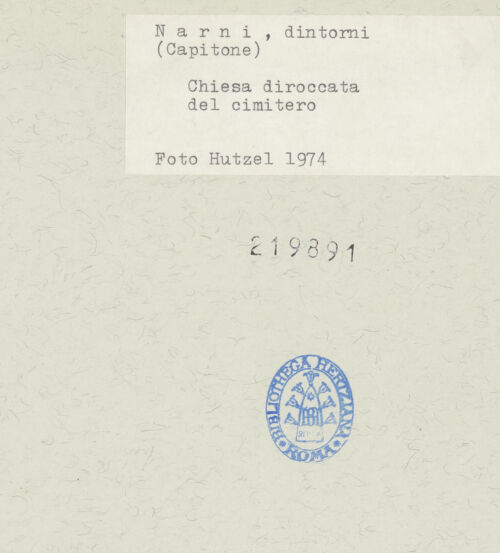 N a r n i , dintorni
(Capitone)
Chiesa diroccata
del cimitero
Foto Hutzel 1974
219891
BIBLIOTHECA HERTZIANA
ROMA